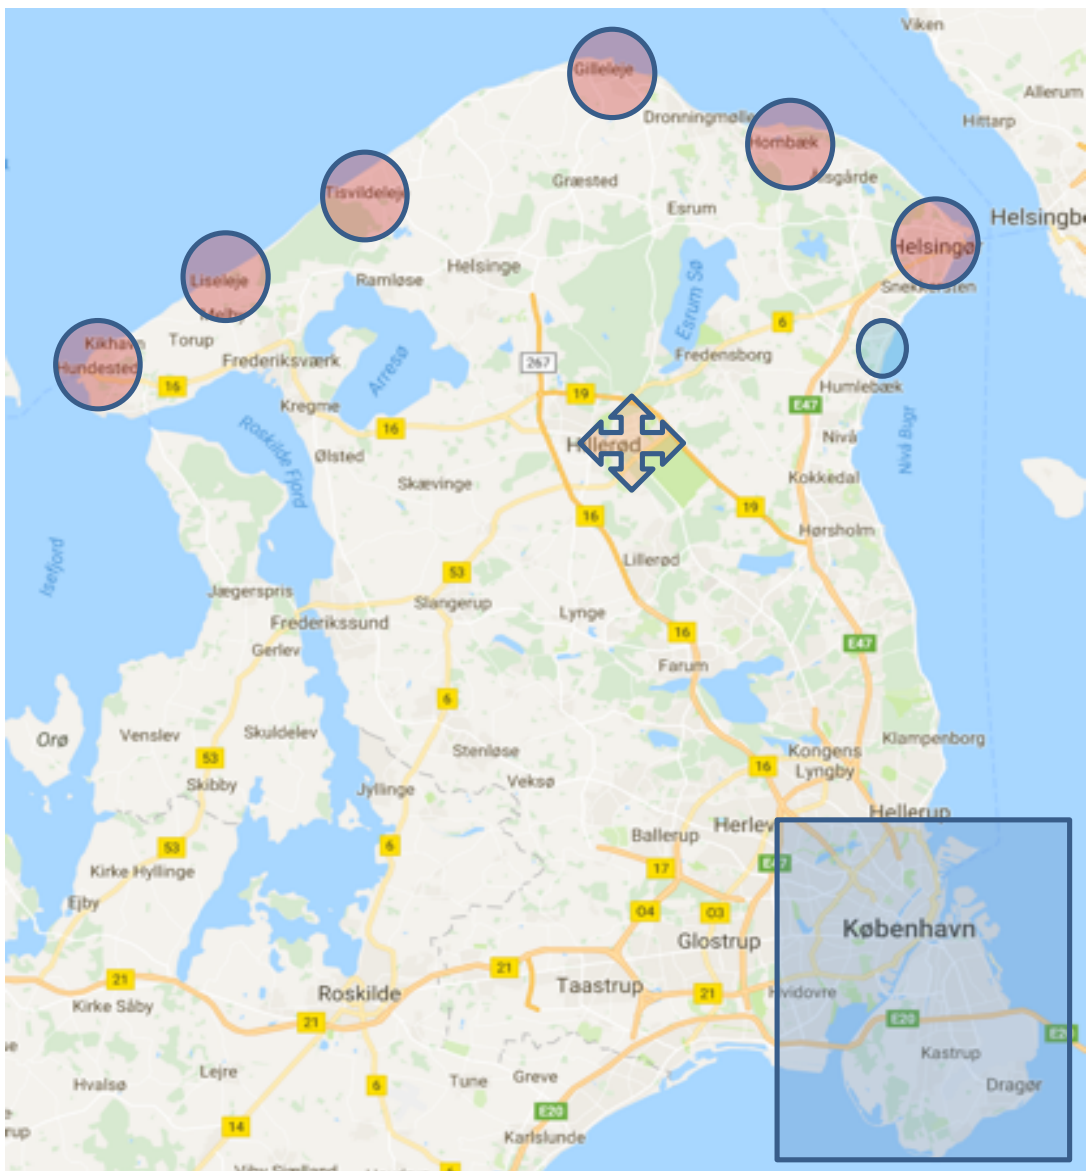 Viken
Allerum
Gilleleje
Dronningmølle
Hittarp
Hornbæk
Græsted
Ålsgårde
Tisvildeleje
Esrum
Helsingør
Helsinge
Ramløse
Liseleje
Snekkersten
Esrum Sø
Melby
6
Kikhavn
Torup
Fredensborg
Frederiksværk
267
Hundested
Arresø
16
Humlebæk
19
Kregme
E47
Nivå Bugt
16
Roskilde Fjord
Nivå
Hillerød
Ølsted
Skævinge
Kokkedal
19
16
Hørsholm
Isefjord
Lillerød
53
Jægerspris
Slangerup
Lynge
Frederikssund
16
E47
Gerlev
Farum
6
Skuldelev
Venslev
Orø
Klampenborg
Stenløse
Kongens
Lyngby
53
16
Veksø
Skibby
Jyllinge
Hellerup
Herlev
Ballerup
6
53
E47
17
Kirke Hyllinge
Ejby
O4
O3
København
Glostrup
21
21
Taastrup
21
Hvidovre
Roskilde
Kirke Såby
21
E20
Kastrup
Lejre
Hvalsø
6
Tune
Greve
Dragør
E20
14
Karlslunde
Viby Sjælland